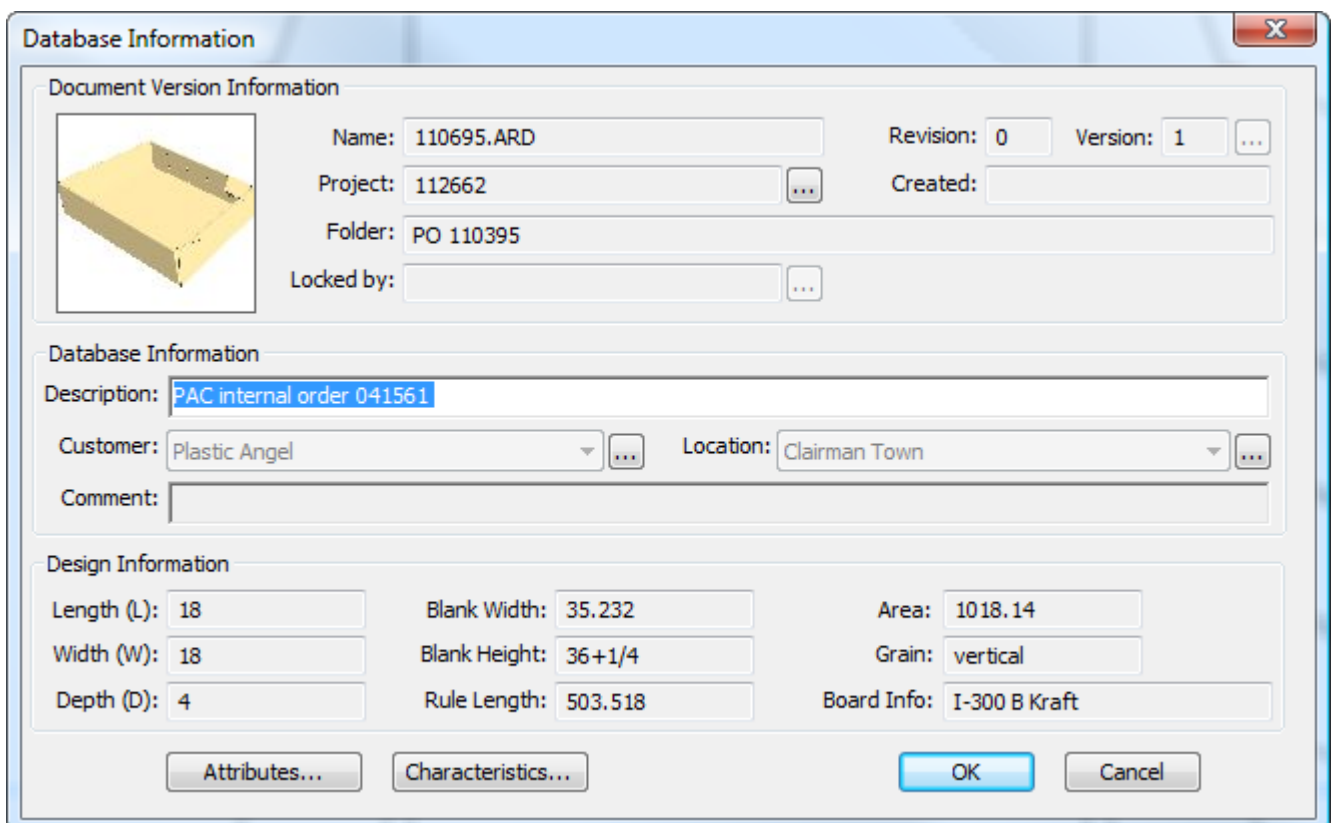 Database Information
Document Version Information
Name: 110695.ARD Revision: 0 Version: 1 ...
Project: 112662 ... Created:
Folder: PO 110395
Locked by: ...
Database Information
Description: PAC internal order 041561
Customer: Plastic Angel ... Location: Clairman Town ...
Comment:
Design Information
Length (L): 18 Blank Width: 35.232 Area: 1018.14
Width (W): 18 Blank Height: 36+1/4 Grain: vertical
Depth (D): 4 Rule Length: 503.518 Board Info: I-300 B Kraft
Attributes... Characteristics... OK Cancel